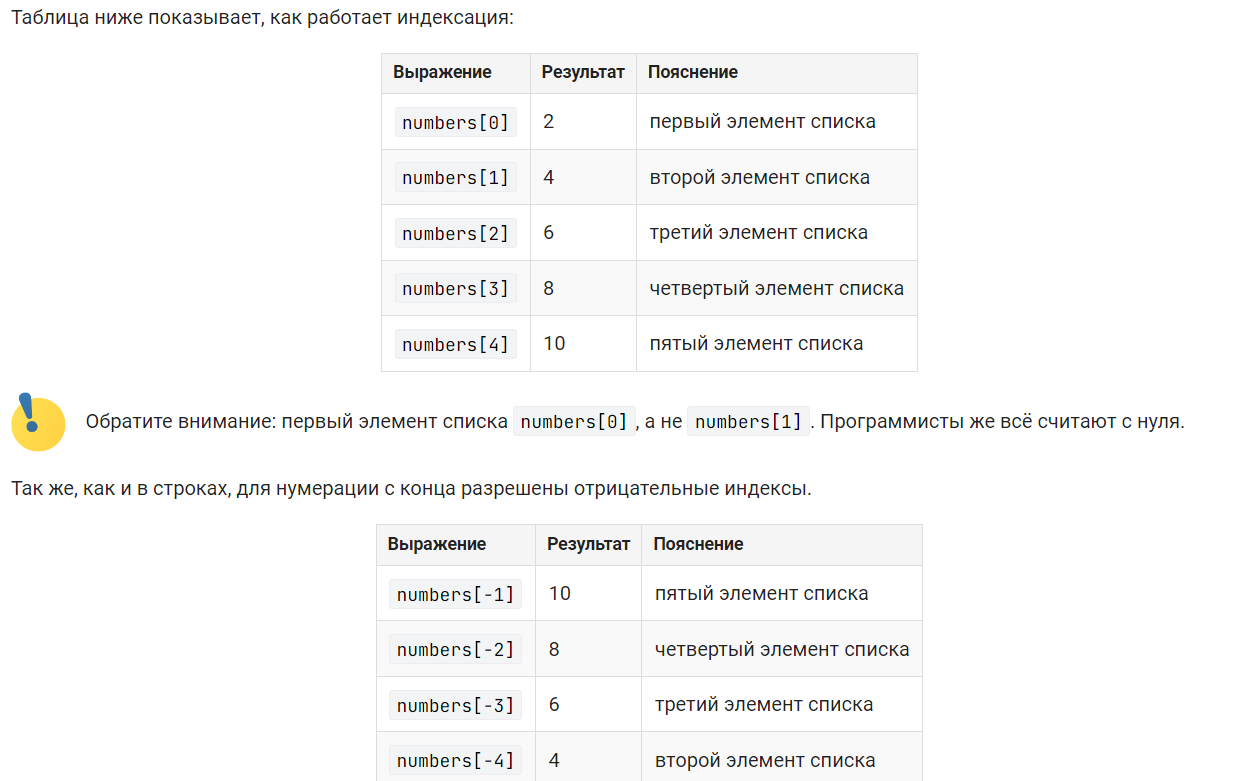 Таблица ниже показывает, как работает индексация:
Выражение Результат Пояснение
numbers[0] 2 первый элемент списка
numbers[1] 4 второй элемент списка
numbers[2] 6 третий элемент списка
numbers[3] 8 четвертый элемент списка
numbers[4] 10 пятый элемент списка
Обратите внимание: первый элемент списка numbers[0], а не numbers[1]. Программисты же всё считают с нуля.
Так же, как и в строках, для нумерации с конца разрешены отрицательные индексы.
Выражение Результат Пояснение
numbers[-1] 10 пятый элемент списка
numbers[-2] 8 четвертый элемент списка
numbers[-3] 6 третий элемент списка
numbers[-4] 4 второй элемент списка